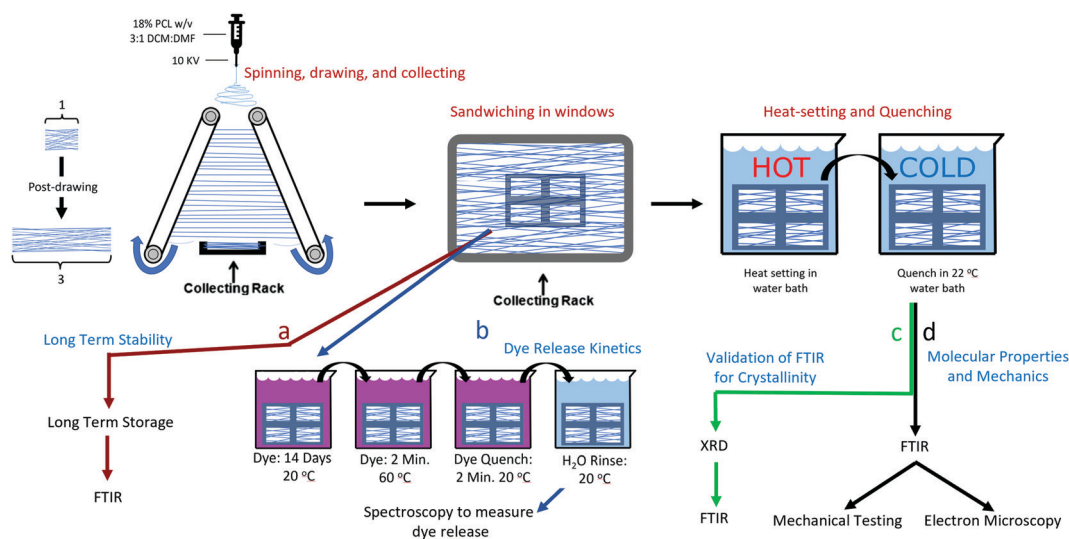 18% PCL w/v
3:1 DCM:DMF
10 KV
Spinning, drawing, and collecting
1
Post-drawing
3
Collecting Rack
Sandwiching in windows
Collecting Rack
Heat-setting and Quenching
HOT
COLD
Heat setting in
water bath
Quench in 22 °C
water bath
a
Long Term Stability
Long Term Storage
FTIR
b
Dye Release Kinetics
Dye: 14 Days
20 °C
Dye: 2 Min.
60 °C
Dye Quench:
2 Min. 20 °C
H₂O Rinse:
20 °C
Spectroscopy to measure
dye release
c
d
Validation of FTIR
for Crystallinity
XRD
FTIR
Molecular Properties
and Mechanics
FTIR
Mechanical Testing
Electron Microscopy